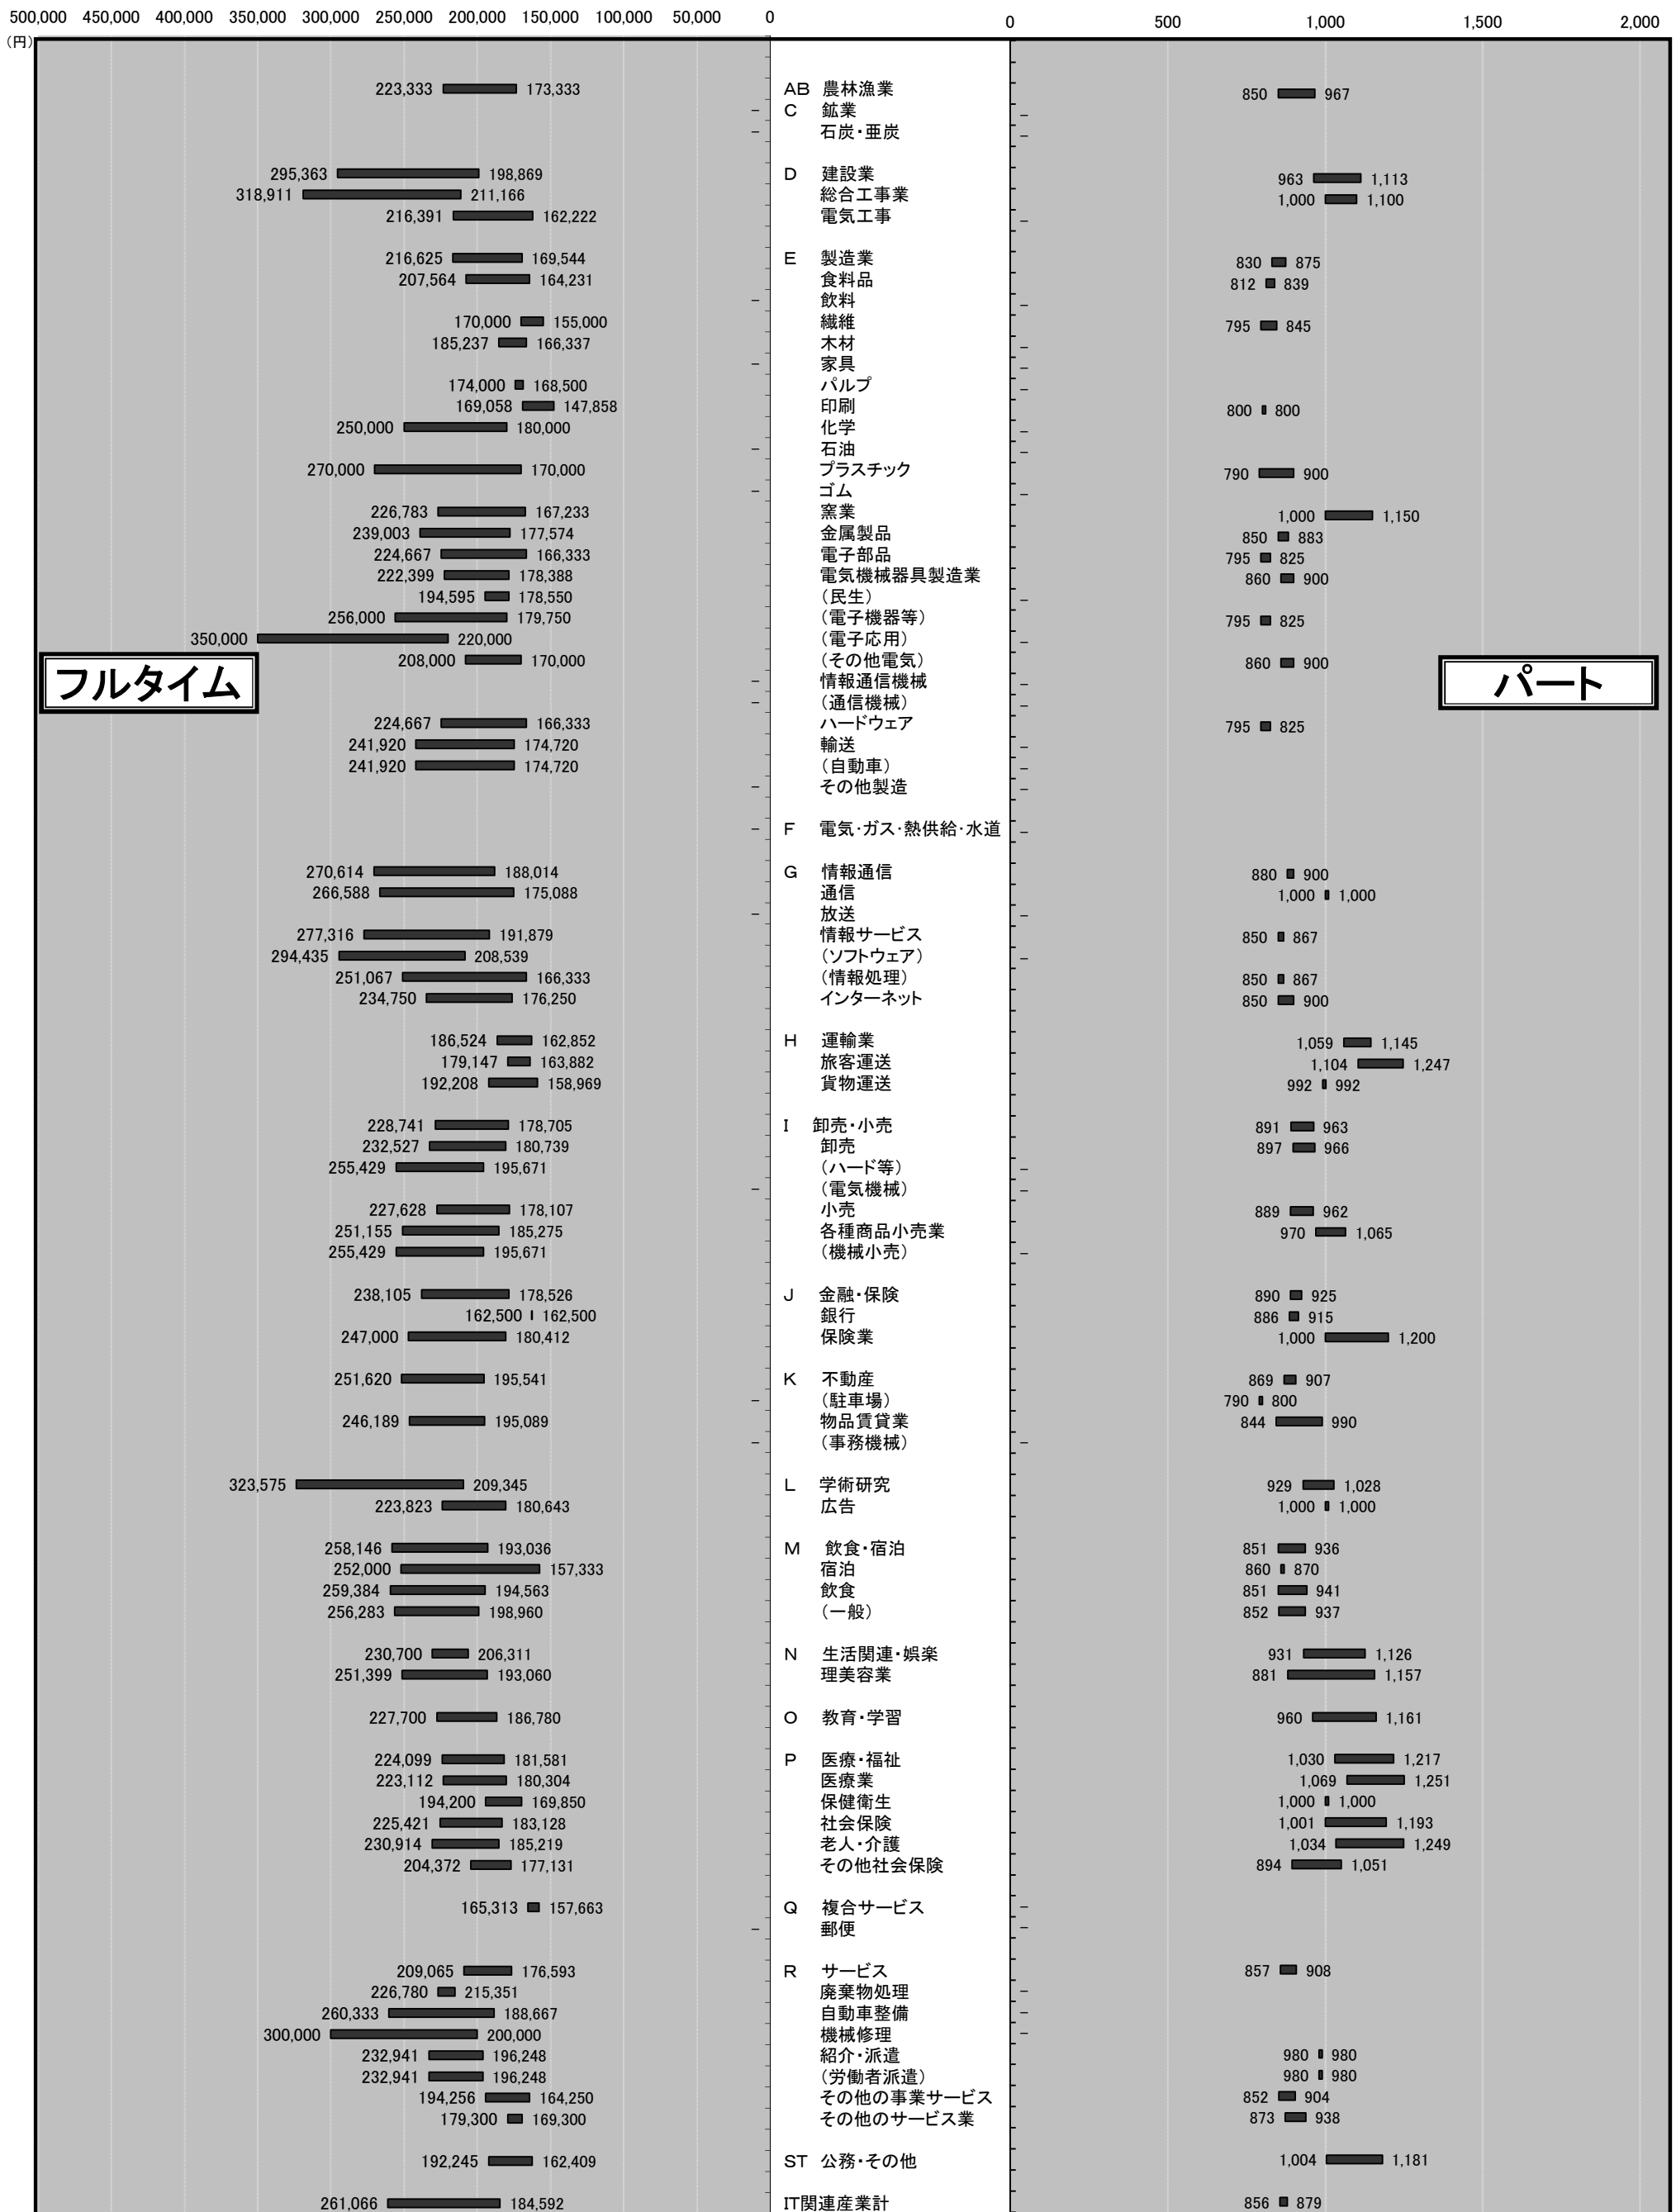 500,000 450,000 400,000 350,000 300,000 250,000 200,000 150,000 100,000 50,000 0 0 500 1,000 1,500 2,000
(円)
223,333 173,333 AB 農林漁業 850 967
– C 鉱業 –
– 石炭・亜炭 –
295,363 198,869 D 建設業 963 1,113
318,911 211,166 総合工事業 1,000 1,100
216,391 162,222 電気工事 –
216,625 169,544 E 製造業 830 875
207,564 164,231 食料品 812 839
– 飲料 –
170,000 155,000 繊維 795 845
185,237 166,337 木材 –
– 家具 –
174,000 168,500 パルプ –
169,058 147,858 印刷 800 800
250,000 180,000 化学 –
– 石油 –
270,000 170,000 プラスチック 790 900
– ゴム –
226,783 167,233 窯業 1,000 1,150
239,003 177,574 金属製品 850 883
224,667 166,333 電子部品 795 825
222,399 178,388 電気機械器具製造業 860 900
194,595 178,550 (民生) –
256,000 179,750 (電子機器等) 795 825
350,000 220,000 (電子応用) –
208,000 170,000 (その他電気) 860 900
フルタイム パート
– 情報通信機械 –
– (通信機械) –
224,667 166,333 ハードウェア 795 825
241,920 174,720 輸送 –
241,920 174,720 (自動車) –
– その他製造 –
– F 電気・ガス・熱供給・水道 –
270,614 188,014 G 情報通信 880 900
266,588 175,088 通信 1,000 1,000
– 放送 –
277,316 191,879 情報サービス 850 867
294,435 208,539 (ソフトウェア) –
251,067 166,333 (情報処理) 850 867
234,750 176,250 インターネット 850 900
186,524 162,852 H 運輸業 1,059 1,145
179,147 163,882 旅客運送 1,104 1,247
192,208 158,969 貨物運送 992 992
228,741 178,705 I 卸売・小売 891 963
232,527 180,739 卸売 897 966
255,429 195,671 (ハード等) –
– (電気機械) –
227,628 178,107 小売 889 962
251,155 185,275 各種商品小売業 970 1,065
255,429 195,671 (機械小売) –
238,105 178,526 J 金融・保険 890 925
162,500 162,500 銀行 886 915
247,000 180,412 保険業 1,000 1,200
251,620 195,541 K 不動産 869 907
– (駐車場) 790 800
246,189 195,089 物品賃貸業 844 990
– (事務機械) –
323,575 209,345 L 学術研究 929 1,028
223,823 180,643 広告 1,000 1,000
258,146 193,036 M 飲食・宿泊 851 936
252,000 157,333 宿泊 860 870
259,384 194,563 飲食 851 941
256,283 198,960 (一般) 852 937
230,700 206,311 N 生活関連・娯楽 931 1,126
251,399 193,060 理美容業 881 1,157
227,700 186,780 O 教育・学習 960 1,161
224,099 181,581 P 医療・福祉 1,030 1,217
223,112 180,304 医療業 1,069 1,251
194,200 169,850 保健衛生 1,000 1,000
225,421 183,128 社会保険 1,001 1,193
230,914 185,219 老人・介護 1,034 1,249
204,372 177,131 その他社会保険 894 1,051
165,313 157,663 Q 複合サービス –
– 郵便 –
209,065 176,593 R サービス 857 908
226,780 215,351 廃棄物処理 –
260,333 188,667 自動車整備 –
300,000 200,000 機械修理 –
232,941 196,248 紹介・派遣 980 980
232,941 196,248 (労働者派遣) 980 980
194,256 164,250 その他の事業サービス 852 904
179,300 169,300 その他のサービス業 873 938
192,245 162,409 ST 公務・その他 1,004 1,181
261,066 184,592 IT関連産業計 856 879